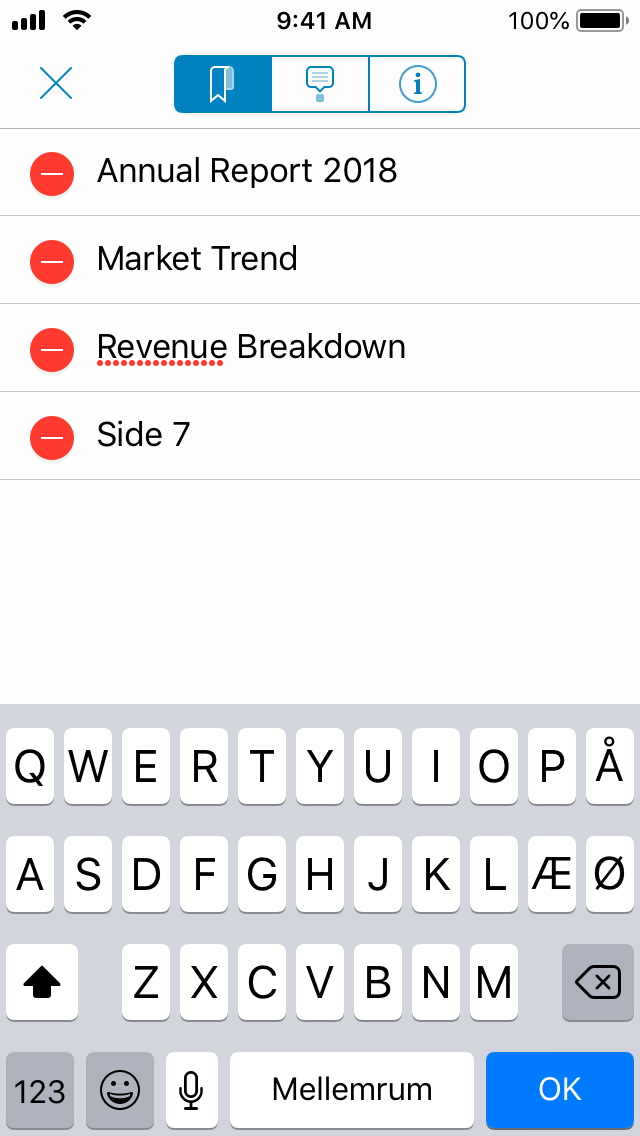 9:41 AM 100%
i
Annual Report 2018
Market Trend
Revenue Breakdown
Side 7
Q W E R T Y U I O P Å
A S D F G H J K L Æ Ø
Z X C V B N M
123 Mellemrum OK